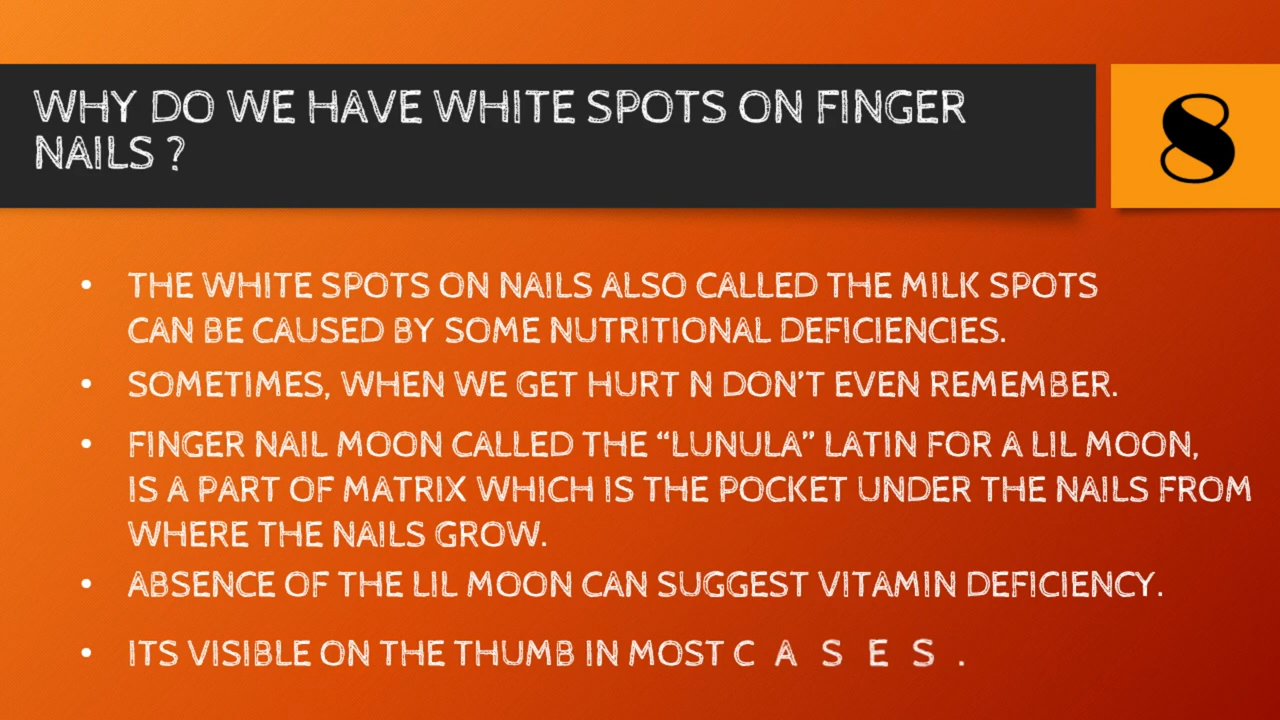 WHY DO WE HAVE WHITE SPOTS ON FINGER
NAILS ?
8
• THE WHITE SPOTS ON NAILS ALSO CALLED THE MILK SPOTS
CAN BE CAUSED BY SOME NUTRITIONAL DEFICIENCIES.
• SOMETIMES, WHEN WE GET HURT N DON'T EVEN REMEMBER.
• FINGER NAIL MOON CALLED THE “LUNULA” LATIN FOR A LIL MOON,
IS A PART OF MATRIX WHICH IS THE POCKET UNDER THE NAILS FROM
WHERE THE NAILS GROW.
• ABSENCE OF THE LIL MOON CAN SUGGEST VITAMIN DEFICIENCY.
• ITS VISIBLE ON THE THUMB IN MOST C A S E S .